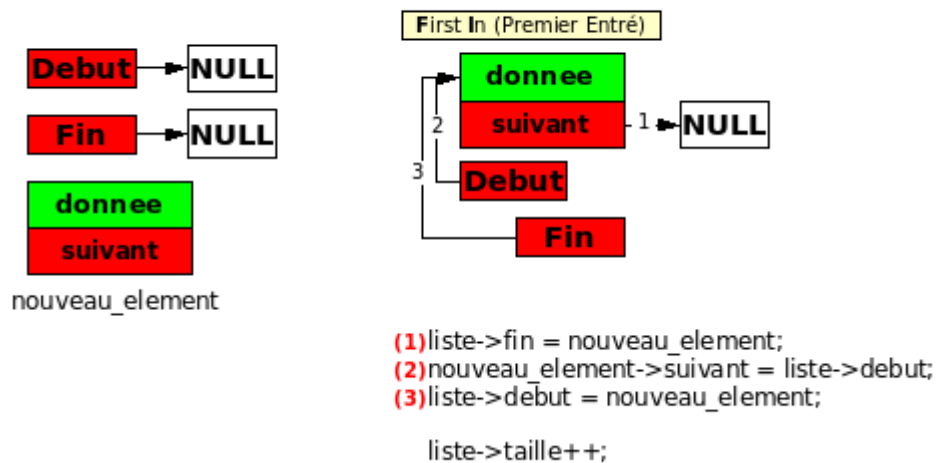 Debut
NULL
Fin
NULL
donnee
suivant
nouveau_element
First In (Premier Entré)
donnee
suivant
1
NULL
2
Debut
3
Fin
(1)liste->fin = nouveau_element;
(2)nouveau_element->suivant = liste->debut;
(3)liste->debut = nouveau_element;
liste->taille++;